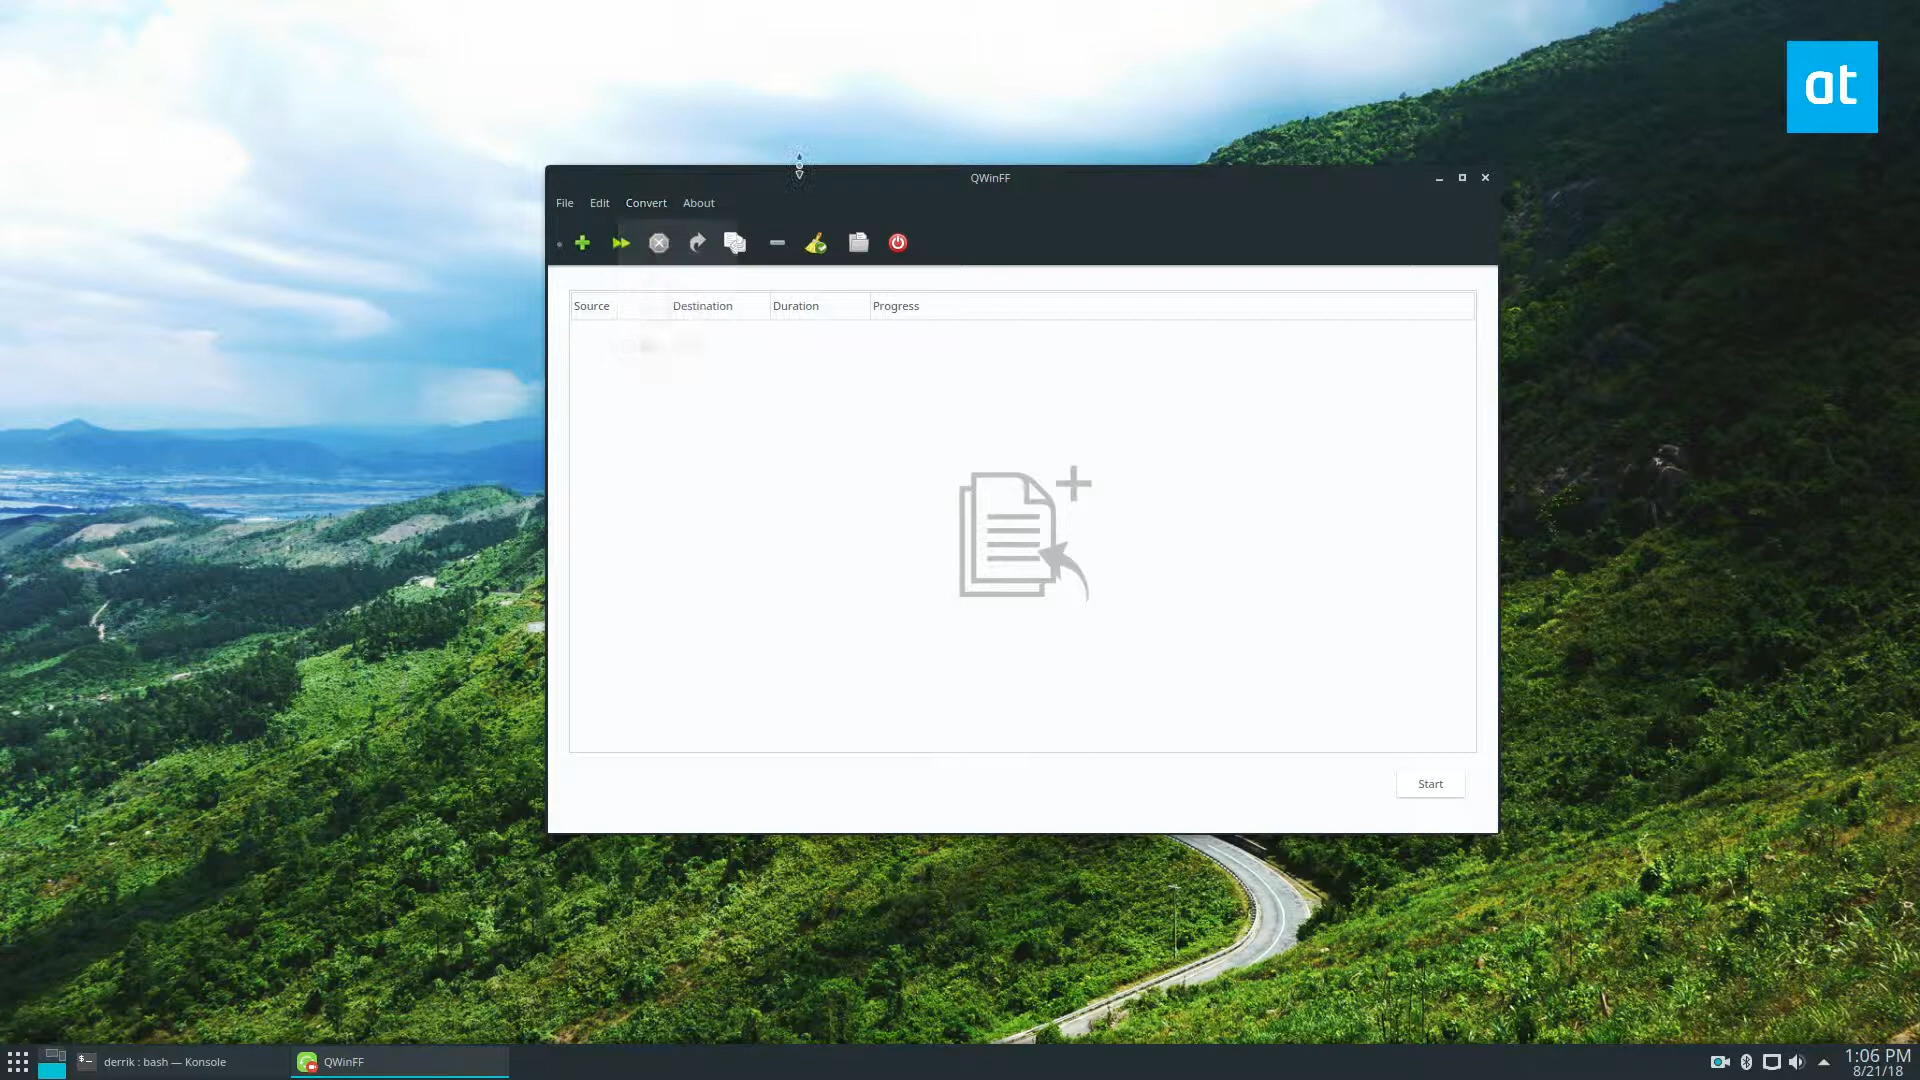 at
QWinFF
File Edit Convert About
Source Destination Duration Progress
Start
derrik : bash — Konsole
QWinFF
1:06 PM
8/21/18